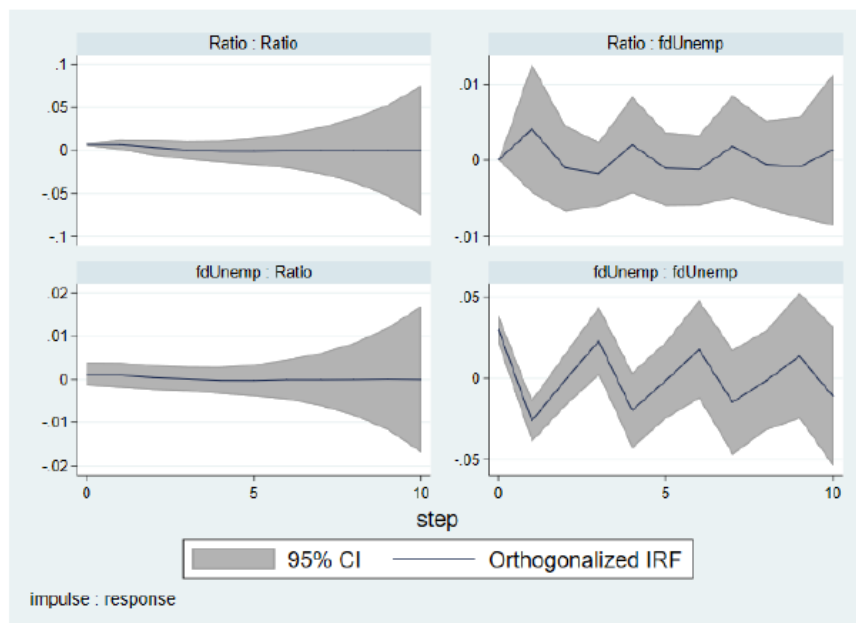 Ratio : Ratio
Ratio : fdUnemp
.1
.05
0
-.05
-.1
.01
0
-.01
fdUnemp : Ratio
fdUnemp : fdUnemp
.02
.01
0
-.01
-.02
.05
0
-.05
0 5 10
0 5 10
step
95% CI Orthogonalized IRF
impulse : response